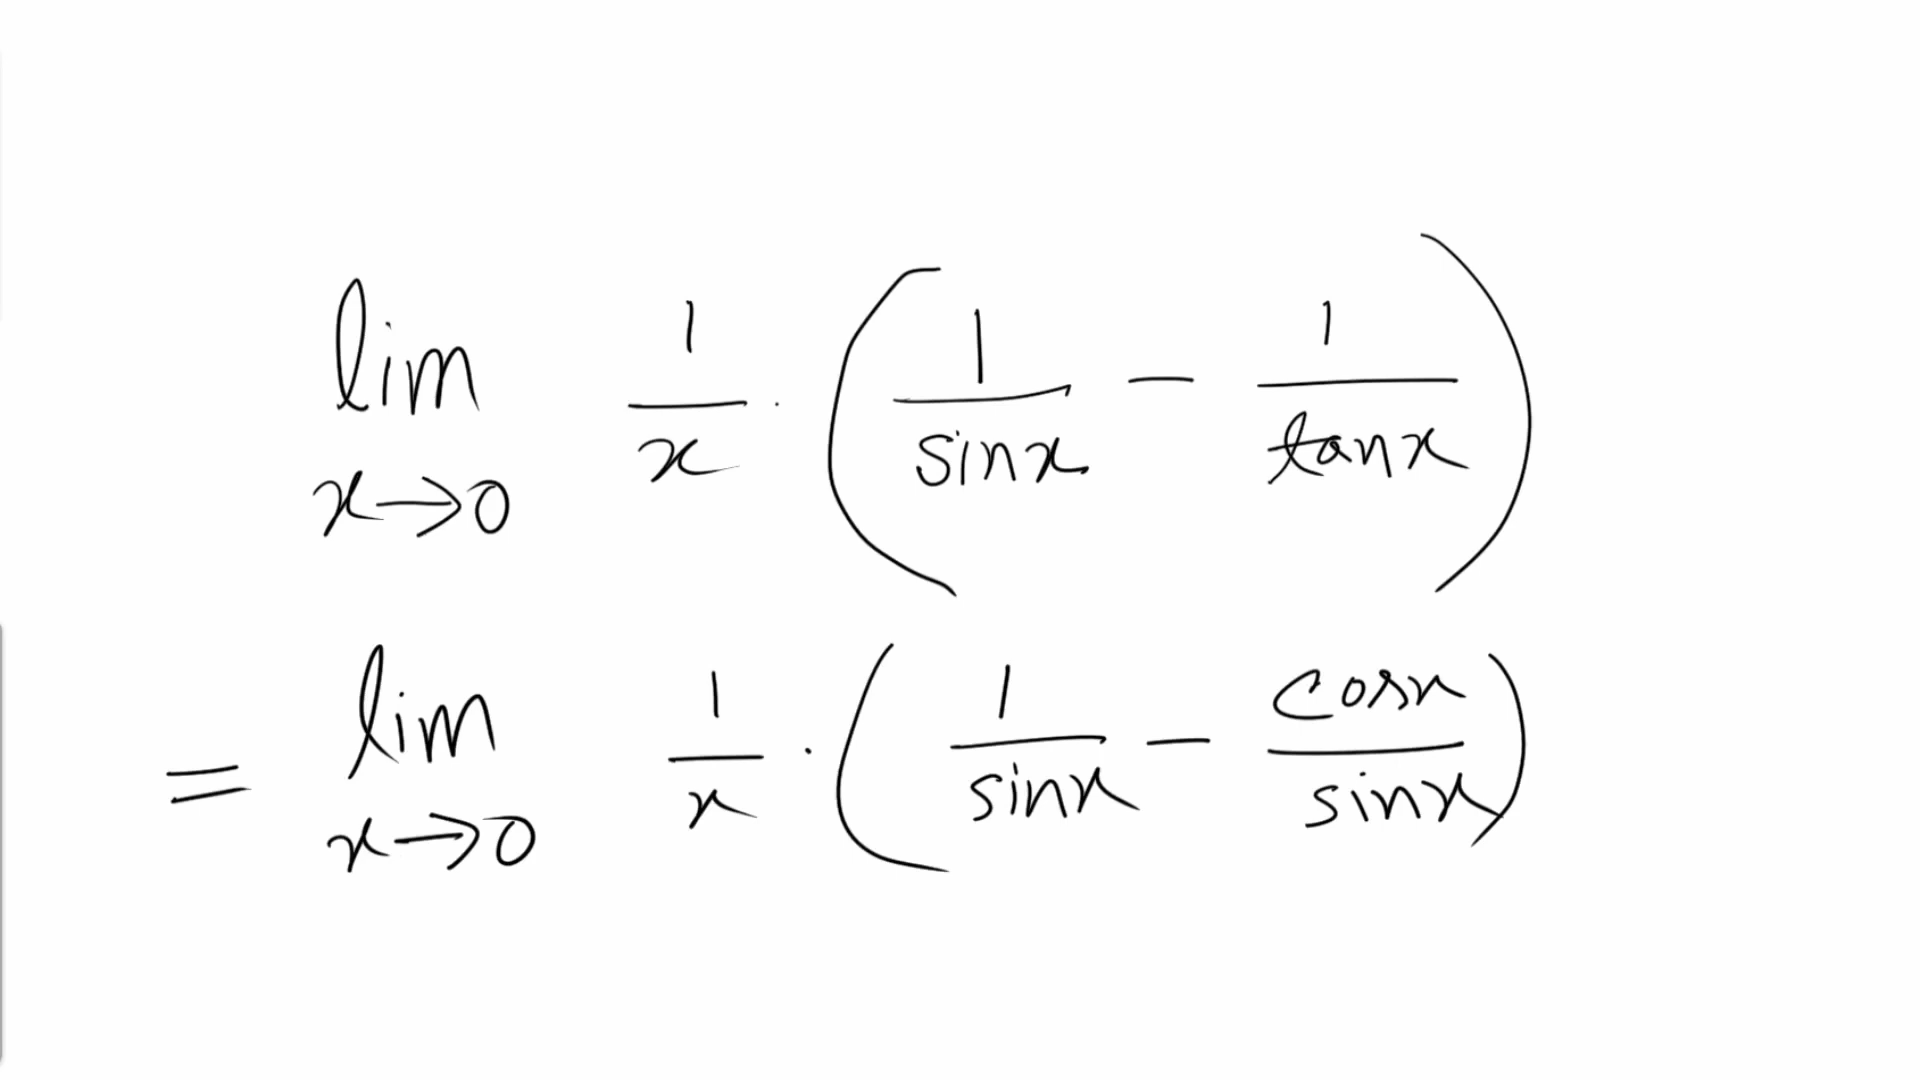 lim x→0 1/x · (1/sinx − 1/tanx)
= lim x→0 1/x · (1/sinx − cosx/sinx)